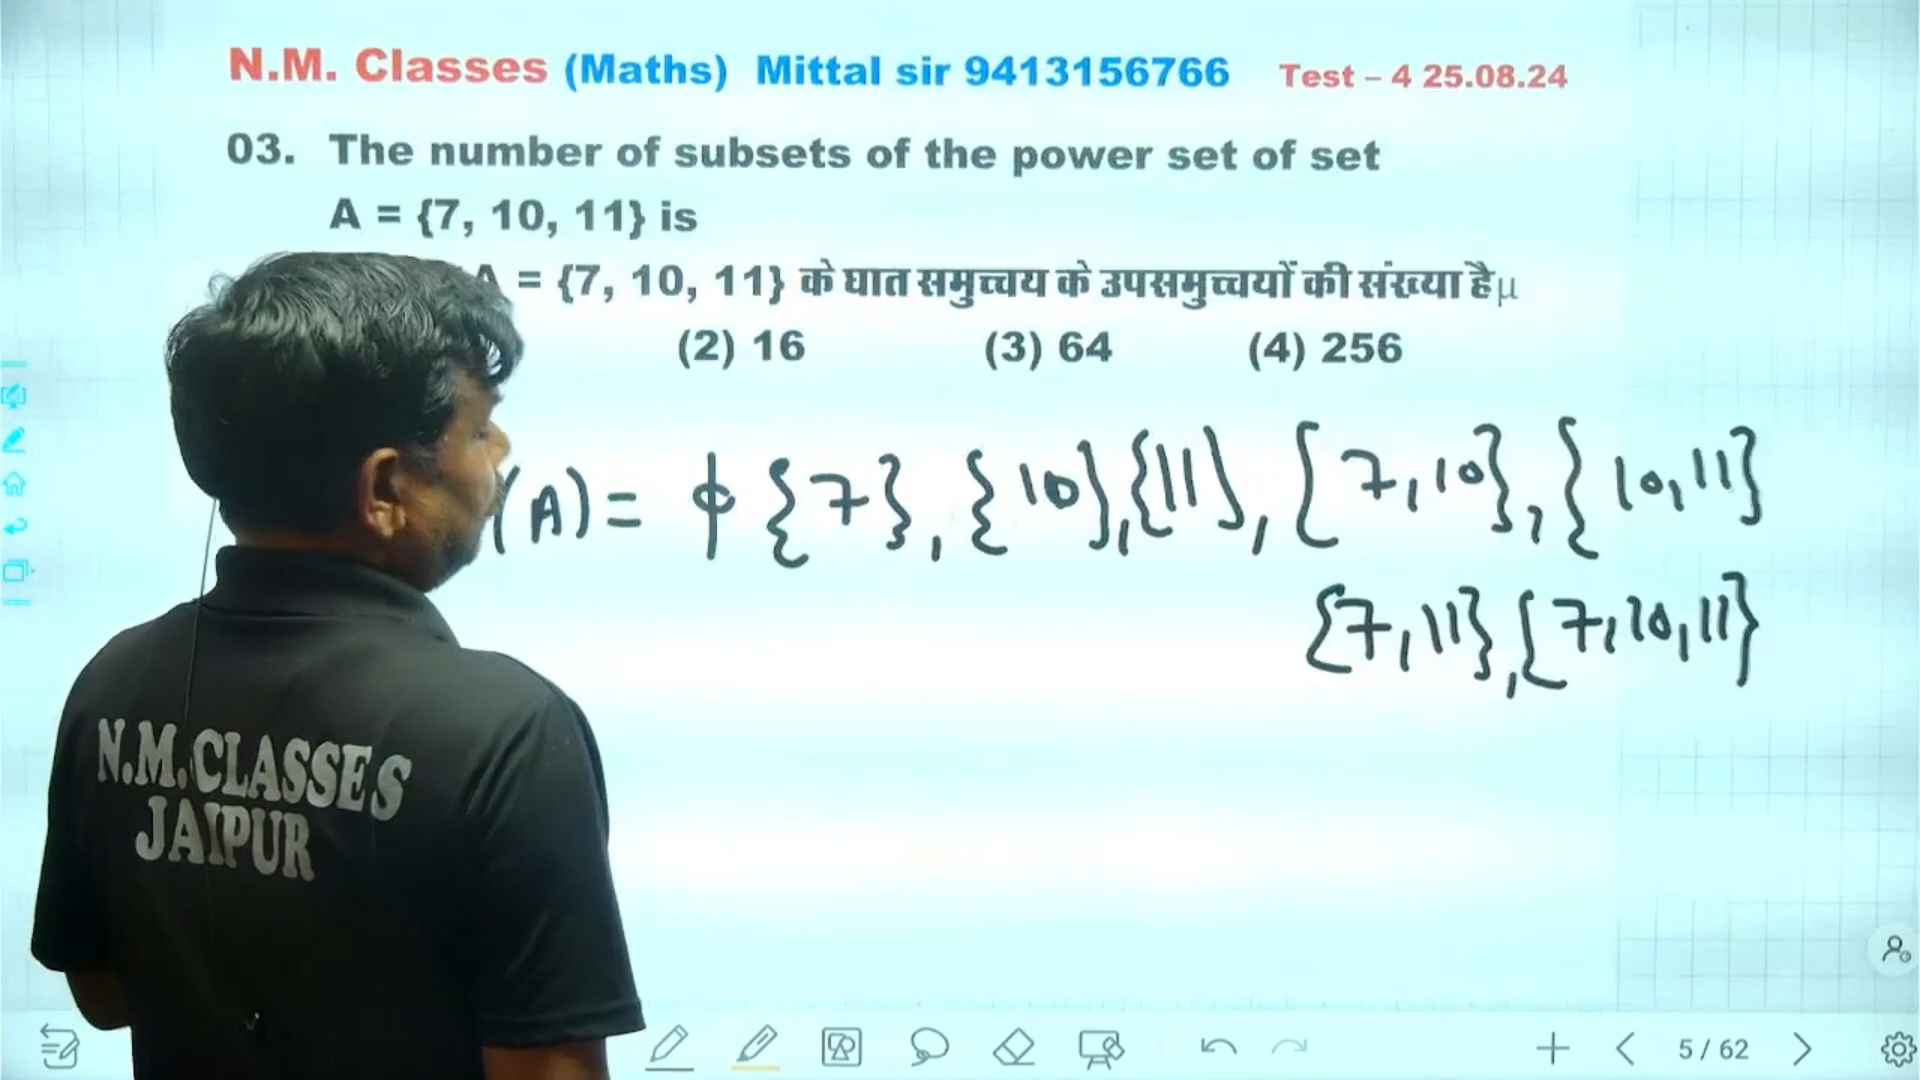 N.M. Classes (Maths) Mittal sir 9413156766 Test – 4 25.08.24
03. The number of subsets of the power set of set
A = {7, 10, 11} is
A = {7, 10, 11} के घात समुच्चय के उपसमुच्चयों की संख्या हैµ
(2) 16 (3) 64 (4) 256
(A) = ϕ {7}, {10}, {11}, {7, 10}, {10, 11}
{7, 11}, {7, 10, 11}
N.M.CLASSES
JAIPUR
5 / 62